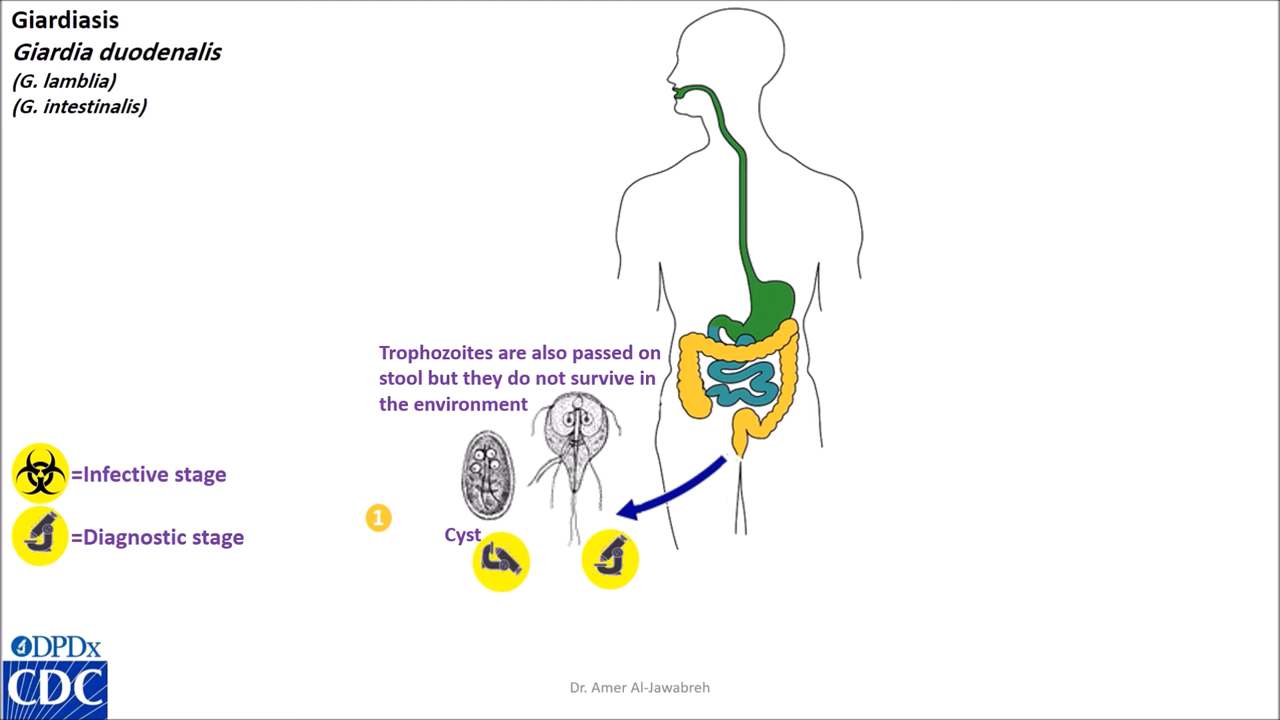 Giardiasis
Giardia duodenalis
(G. lamblia)
(G. intestinalis)
Trophozoites are also passed on
stool but they do not survive in
the environment
=Infective stage
=Diagnostic stage
1
Cyst
DPDx
CDC
Dr. Amer Al-Jawabreh